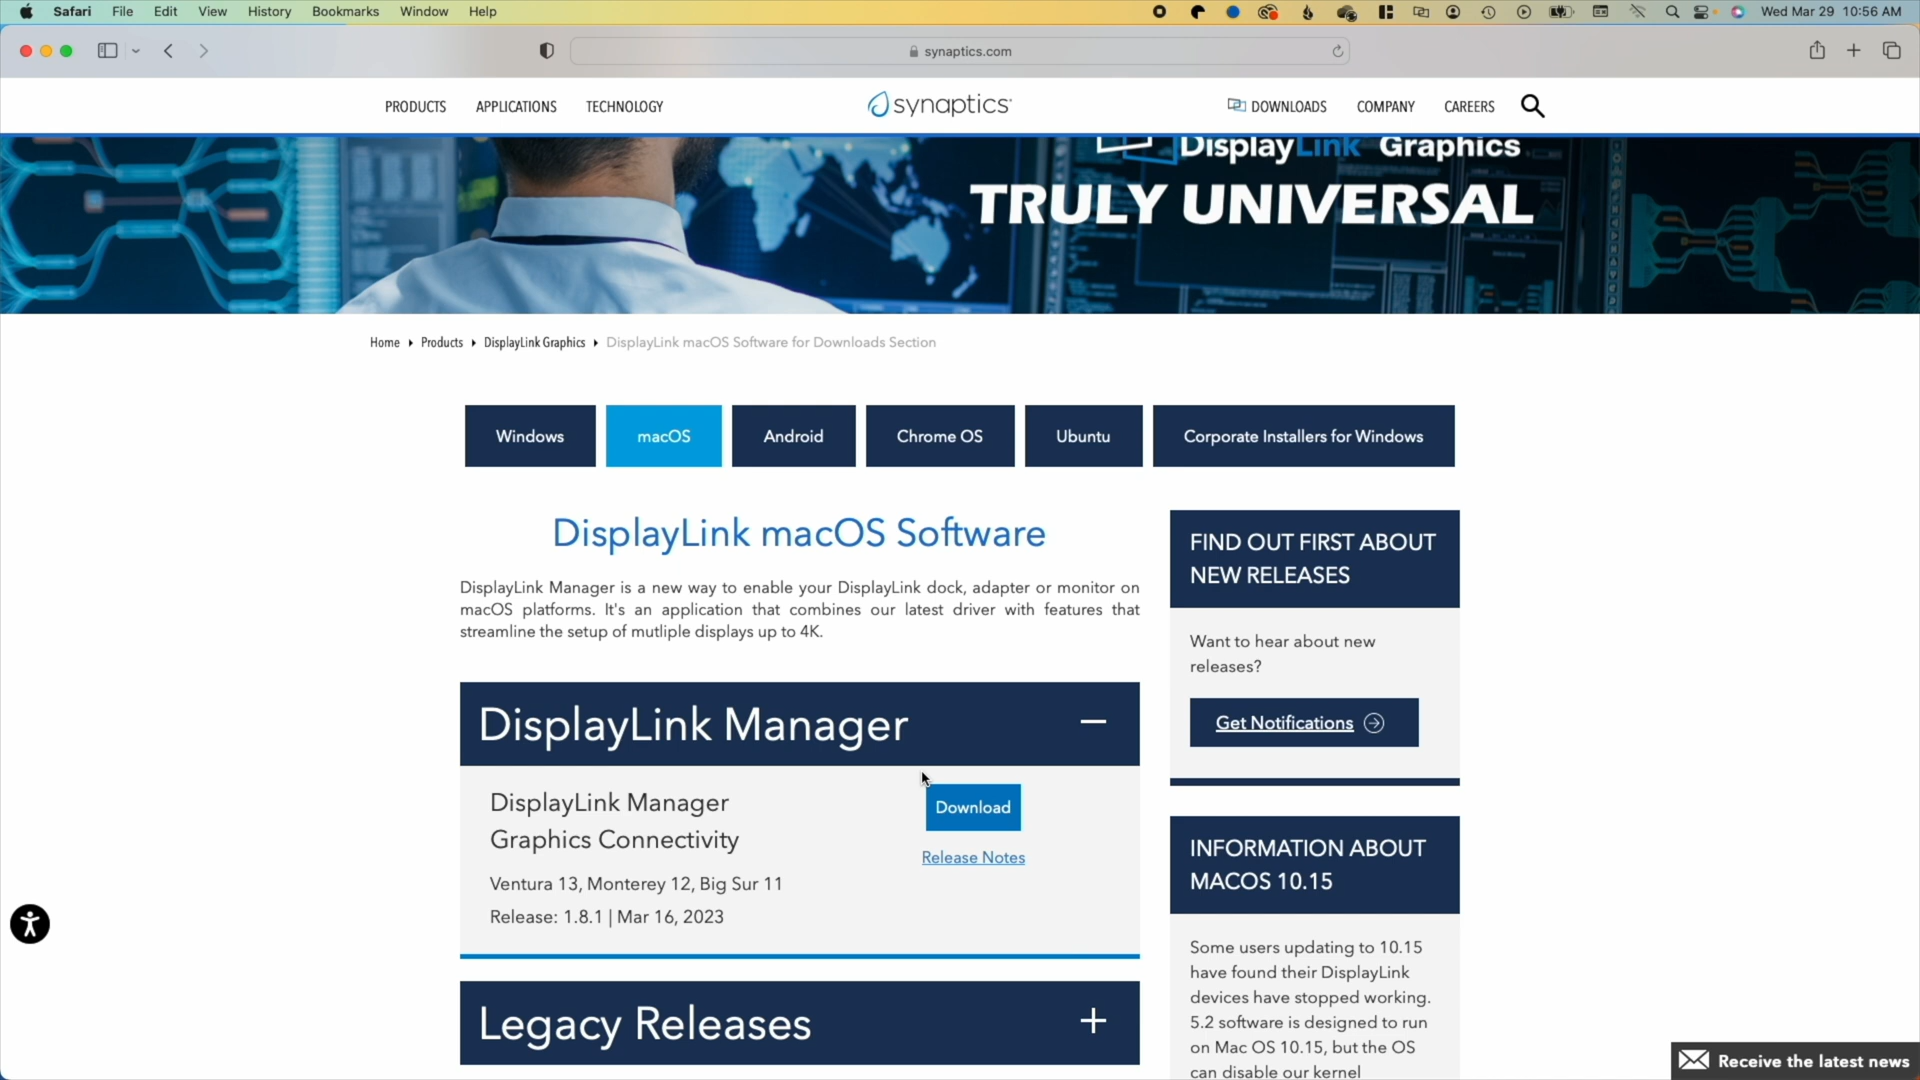 Safari File Edit View History Bookmarks Window Help Wed Mar 29 10:56 AM
synaptics.com
PRODUCTS APPLICATIONS TECHNOLOGY synaptics DOWNLOADS COMPANY CAREERS
DisplayLink Graphics
TRULY UNIVERSAL
Home Products DisplayLink Graphics DisplayLink macOS Software for Downloads Section
Windows macOS Android Chrome OS Ubuntu Corporate Installers for Windows
DisplayLink macOS Software
DisplayLink Manager is a new way to enable your DisplayLink dock, adapter or monitor on
macOS platforms. It's an application that combines our latest driver with features that
streamline the setup of mutliple displays up to 4K.
DisplayLink Manager
DisplayLink Manager
Graphics Connectivity
Ventura 13, Monterey 12, Big Sur 11
Release: 1.8.1 | Mar 16, 2023
Download
Release Notes
Legacy Releases
FIND OUT FIRST ABOUT
NEW RELEASES
Want to hear about new
releases?
Get Notifications
INFORMATION ABOUT
MACOS 10.15
Some users updating to 10.15
have found their DisplayLink
devices have stopped working.
5.2 software is designed to run
on Mac OS 10.15, but the OS
can disable our kernel
Receive the latest news